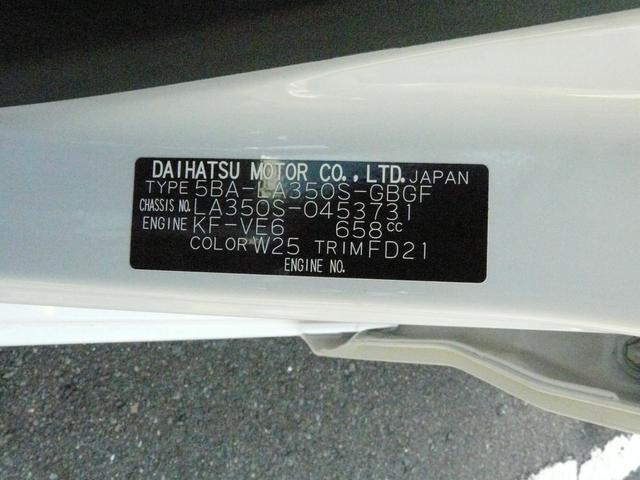 DAIHATSU MOTOR CO.,LTD. JAPAN
TYPE 5BA-LA350S-GBGF
CHASSIS NO. LA350S-0453731
ENGINE KF-VE6 658cc
COLOR W25 TRIM FD21
ENGINE NO.